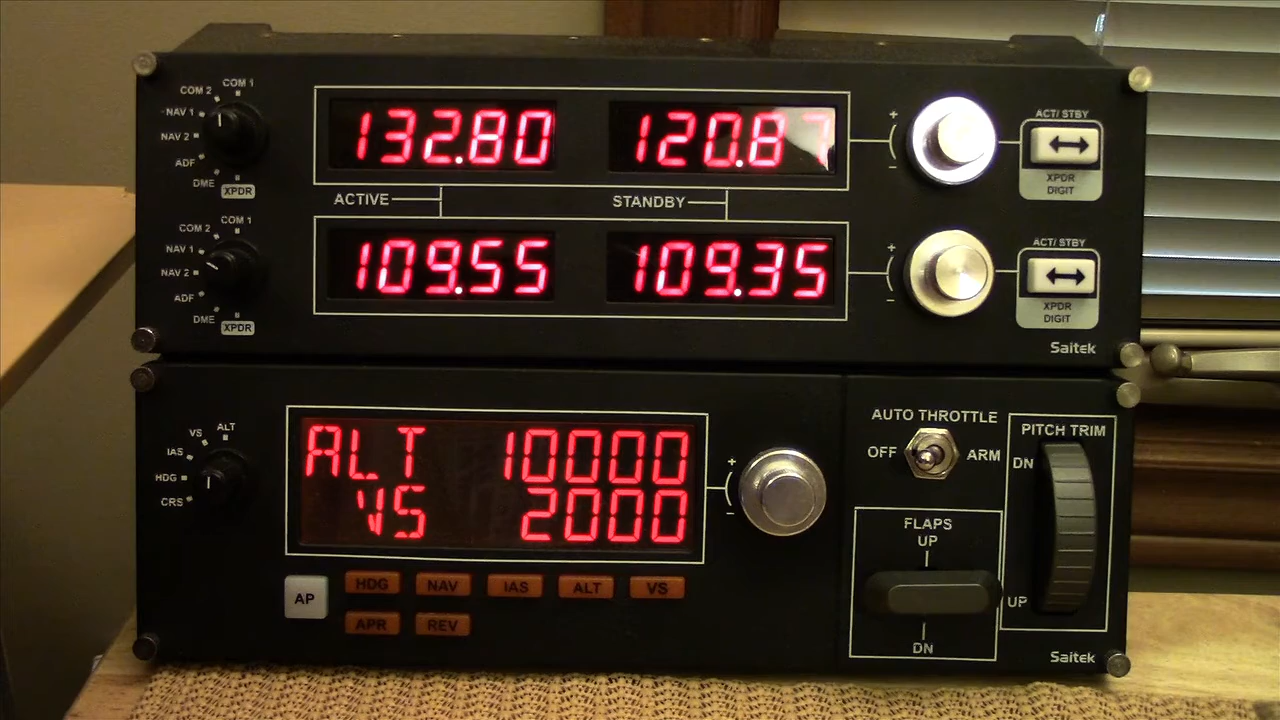 COM 2 COM 1
NAV 1
NAV 2
ADF
DME XPDR
132.80 120.87
+
-
ACT/ STBY
XPDR
DIGIT
ACTIVE STANDBY
COM 2 COM 1
NAV 1
NAV 2
ADF
DME XPDR
109.55 109.35
+
-
ACT/ STBY
XPDR
DIGIT
Saitek
VS ALT
IAS
HDG
CRS
ALT 10000
VS 2000
+
-
AP
HDG NAV IAS ALT VS
APR REV
AUTO THROTTLE
OFF ARM
FLAPS
UP
DN
PITCH TRIM
DN
UP
Saitek